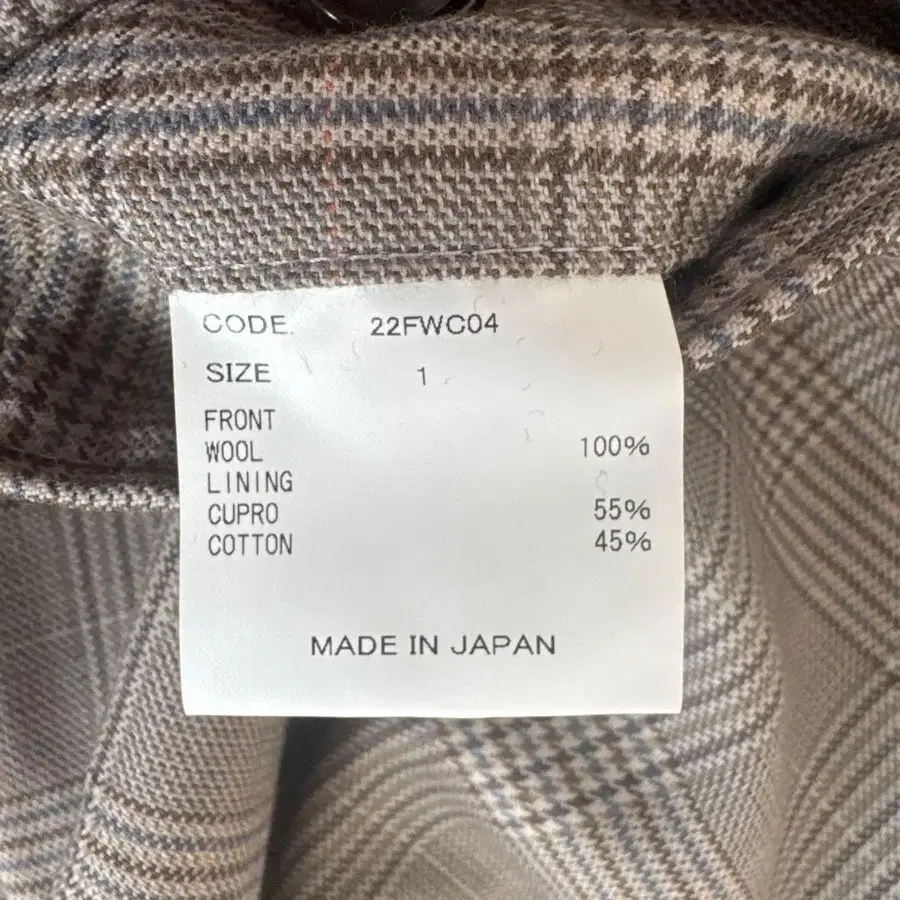 CODE. 22FWC04
SIZE 1
FRONT
WOOL 100%
LINING
CUPRO 55%
COTTON 45%
MADE IN JAPAN